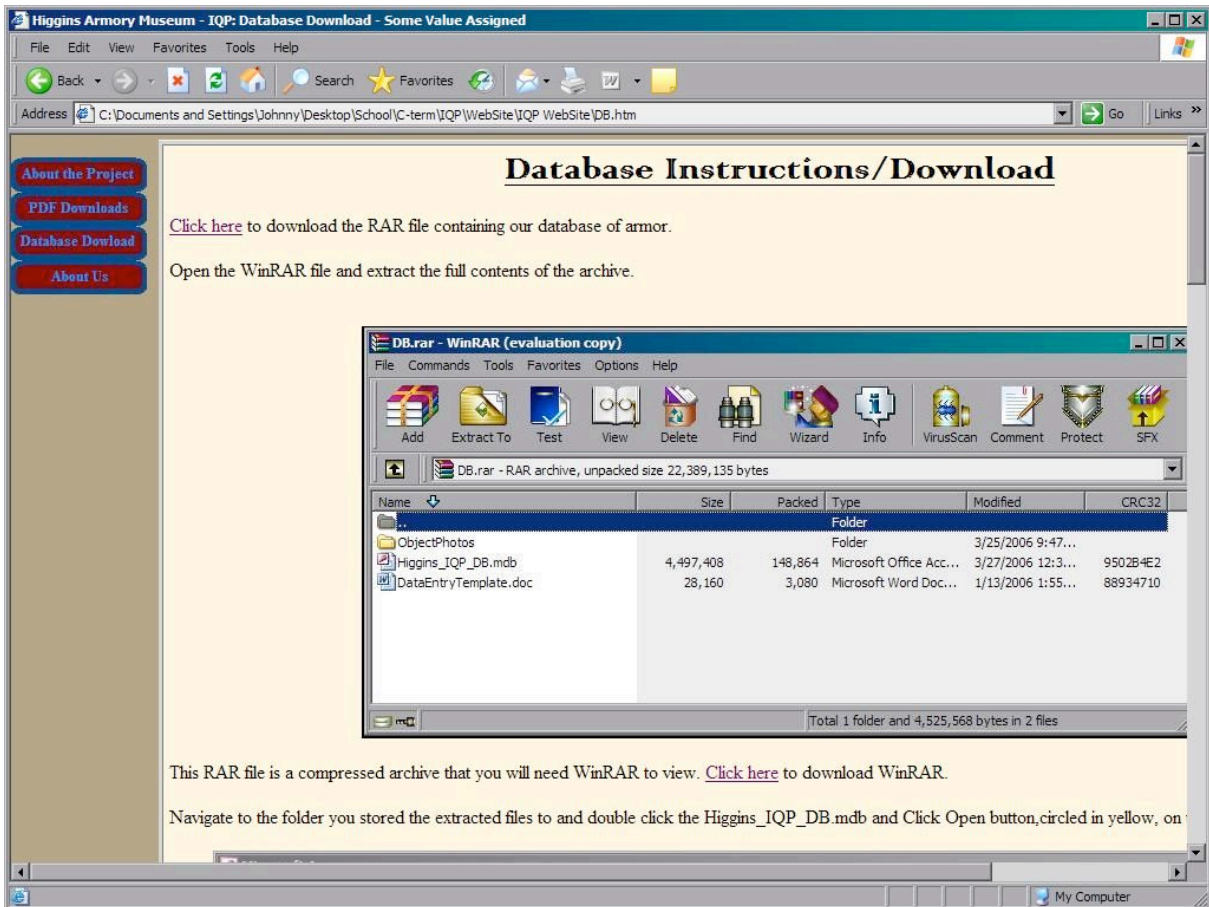 Higgins Armory Museum - IQP: Database Download - Some Value Assigned
File Edit View Favorites Tools Help
Back Search Favorites
Address C:\Documents and Settings\Johnny\Desktop\School\C-term\IQP\WebSite\IQP WebSite\DB.htm Go Links »
About the Project
PDF Downloads
Database Dowload
About Us
Database Instructions/Download
Click here to download the RAR file containing our database of armor.
Open the WinRAR file and extract the full contents of the archive.
DB.rar - WinRAR (evaluation copy)
File Commands Tools Favorites Options Help
Add Extract To Test View Delete Find Wizard Info VirusScan Comment Protect SFX
DB.rar - RAR archive, unpacked size 22,389,135 bytes
Name Size Packed Type Modified CRC32
.. Folder
ObjectPhotos Folder 3/25/2006 9:47...
Higgins_IQP_DB.mdb 4,497,408 148,864 Microsoft Office Acc... 3/27/2006 12:3... 9502B4E2
DataEntryTemplate.doc 28,160 3,080 Microsoft Word Doc... 1/13/2006 1:55... 88934710
Total 1 folder and 4,525,568 bytes in 2 files
This RAR file is a compressed archive that you will need WinRAR to view. Click here to download WinRAR.
Navigate to the folder you stored the extracted files to and double click the Higgins_IQP_DB.mdb and Click Open button,circled in yellow, on
My Computer